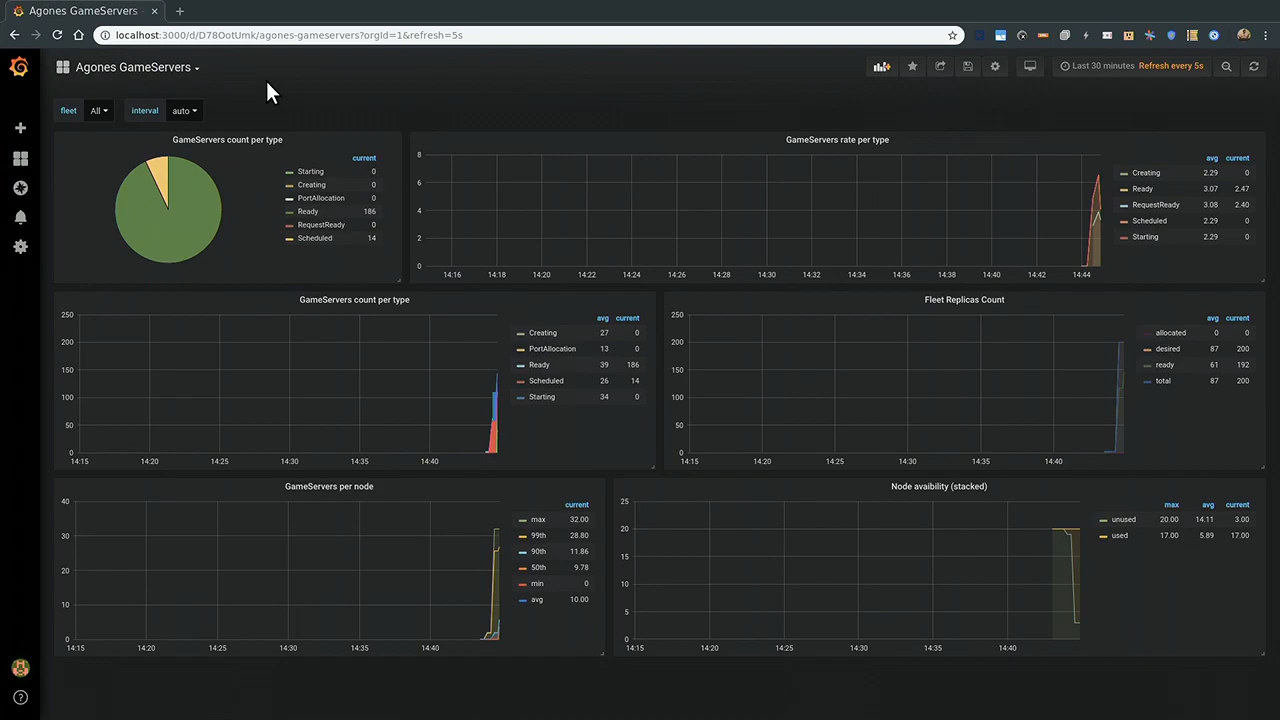 Agones GameServers
localhost:3000/d/D78OotUmk/agones-gameservers?orgId=1&refresh=5s
Agones GameServers
Last 30 minutes Refresh every 5s
fleet All interval auto
GameServers count per type
current
Starting 0
Creating 0
PortAllocation 0
Ready 186
RequestReady 0
Scheduled 14
GameServers rate per type
8
6
4
2
0
14:16 14:18 14:20 14:22 14:24 14:26 14:28 14:30 14:32 14:34 14:36 14:38 14:40 14:42 14:44
avg current
Creating 2.29 0
Ready 3.07 2.47
RequestReady 3.08 2.40
Scheduled 2.29 0
Starting 2.29 0
GameServers count per type
250
200
150
100
50
0
14:15 14:20 14:25 14:30 14:35 14:40
avg current
Creating 27 0
PortAllocation 13 0
Ready 39 186
Scheduled 26 14
Starting 34 0
Fleet Replicas Count
250
200
150
100
50
0
14:15 14:20 14:25 14:30 14:35 14:40
avg current
allocated 0 0
desired 87 200
ready 61 192
total 87 200
GameServers per node
40
30
20
10
0
14:15 14:20 14:25 14:30 14:35 14:40
current
max 32.00
99th 28.80
90th 11.86
50th 9.78
min 0
avg 10.00
Node avaibility (stacked)
25
20
15
10
5
0
14:15 14:20 14:25 14:30 14:35 14:40
max avg current
unused 20.00 14.11 3.00
used 17.00 5.89 17.00